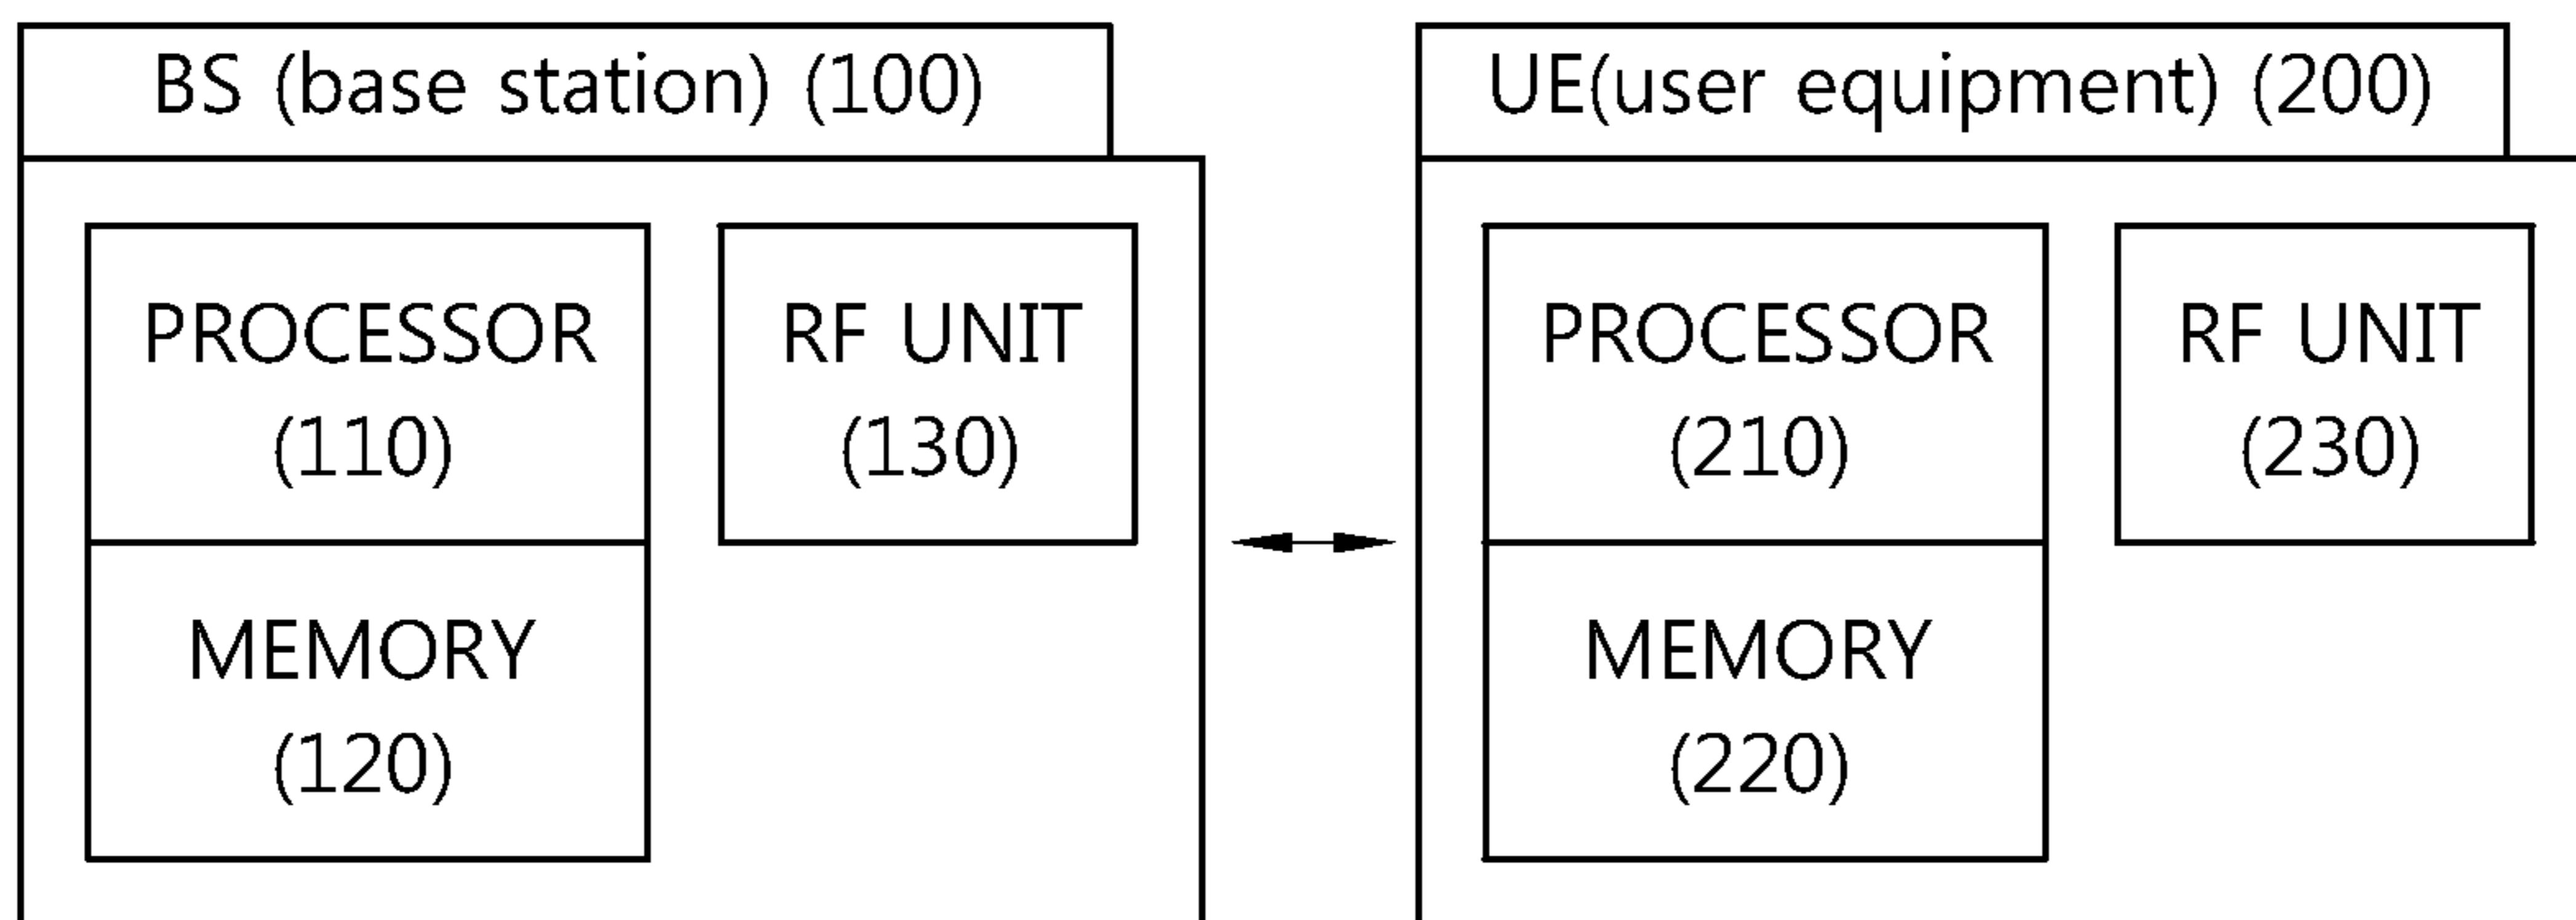 BS (base station) (100)
PROCESSOR
(110)
RF UNIT
(130)
MEMORY
(120)
UE(user equipment) (200)
PROCESSOR
(210)
RF UNIT
(230)
MEMORY
(220)